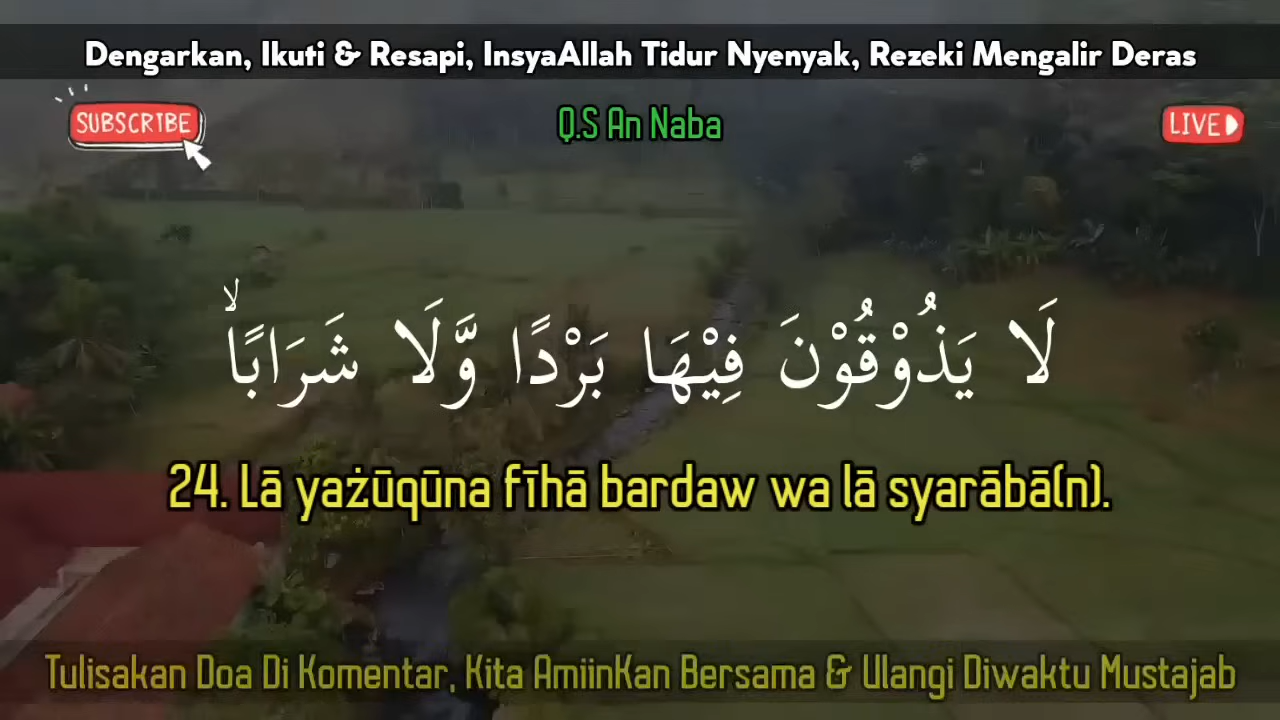 Dengarkan, Ikuti & Resapi, InsyaAllah Tidur Nyenyak, Rezeki Mengalir Deras
SUBSCRIBE
Q.S An Naba
LIVE
لَا يَذُوْقُوْنَ فِيْهَا بَرْدًا وَّلَا شَرَابًاۙ
24. Lā yażūqūna fīhā bardaw wa lā syarābā(n).
Tulisakan Doa Di Komentar, Kita AmiinKan Bersama & Ulangi Diwaktu Mustajab